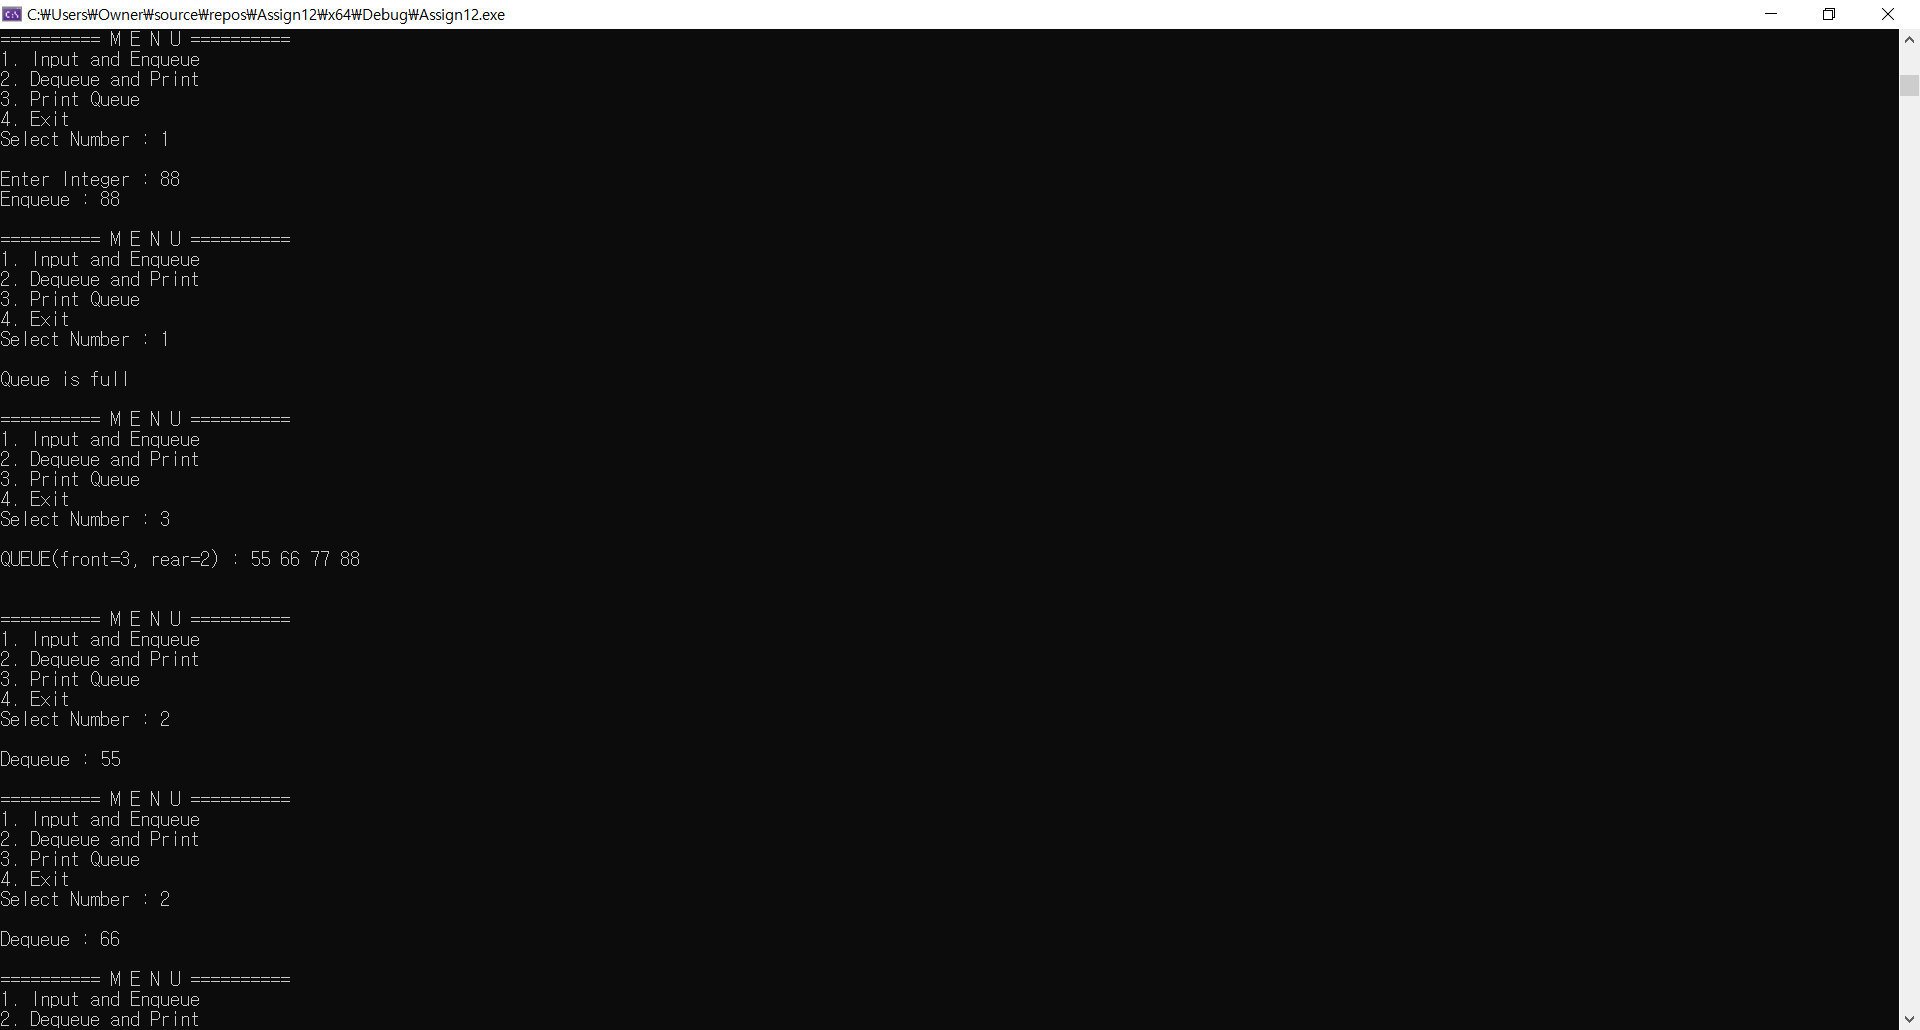 C:₩Users₩Owner₩source₩repos₩Assign12₩x64₩Debug₩Assign12.exe
========== M E N U ==========
1. Input and Enqueue
2. Dequeue and Print
3. Print Queue
4. Exit
Select Number : 1
Enter Integer : 88
Enqueue : 88
========== M E N U ==========
1. Input and Enqueue
2. Dequeue and Print
3. Print Queue
4. Exit
Select Number : 1
Queue is full
========== M E N U ==========
1. Input and Enqueue
2. Dequeue and Print
3. Print Queue
4. Exit
Select Number : 3
QUEUE(front=3, rear=2) : 55 66 77 88
========== M E N U ==========
1. Input and Enqueue
2. Dequeue and Print
3. Print Queue
4. Exit
Select Number : 2
Dequeue : 55
========== M E N U ==========
1. Input and Enqueue
2. Dequeue and Print
3. Print Queue
4. Exit
Select Number : 2
Dequeue : 66
========== M E N U ==========
1. Input and Enqueue
2. Dequeue and Print